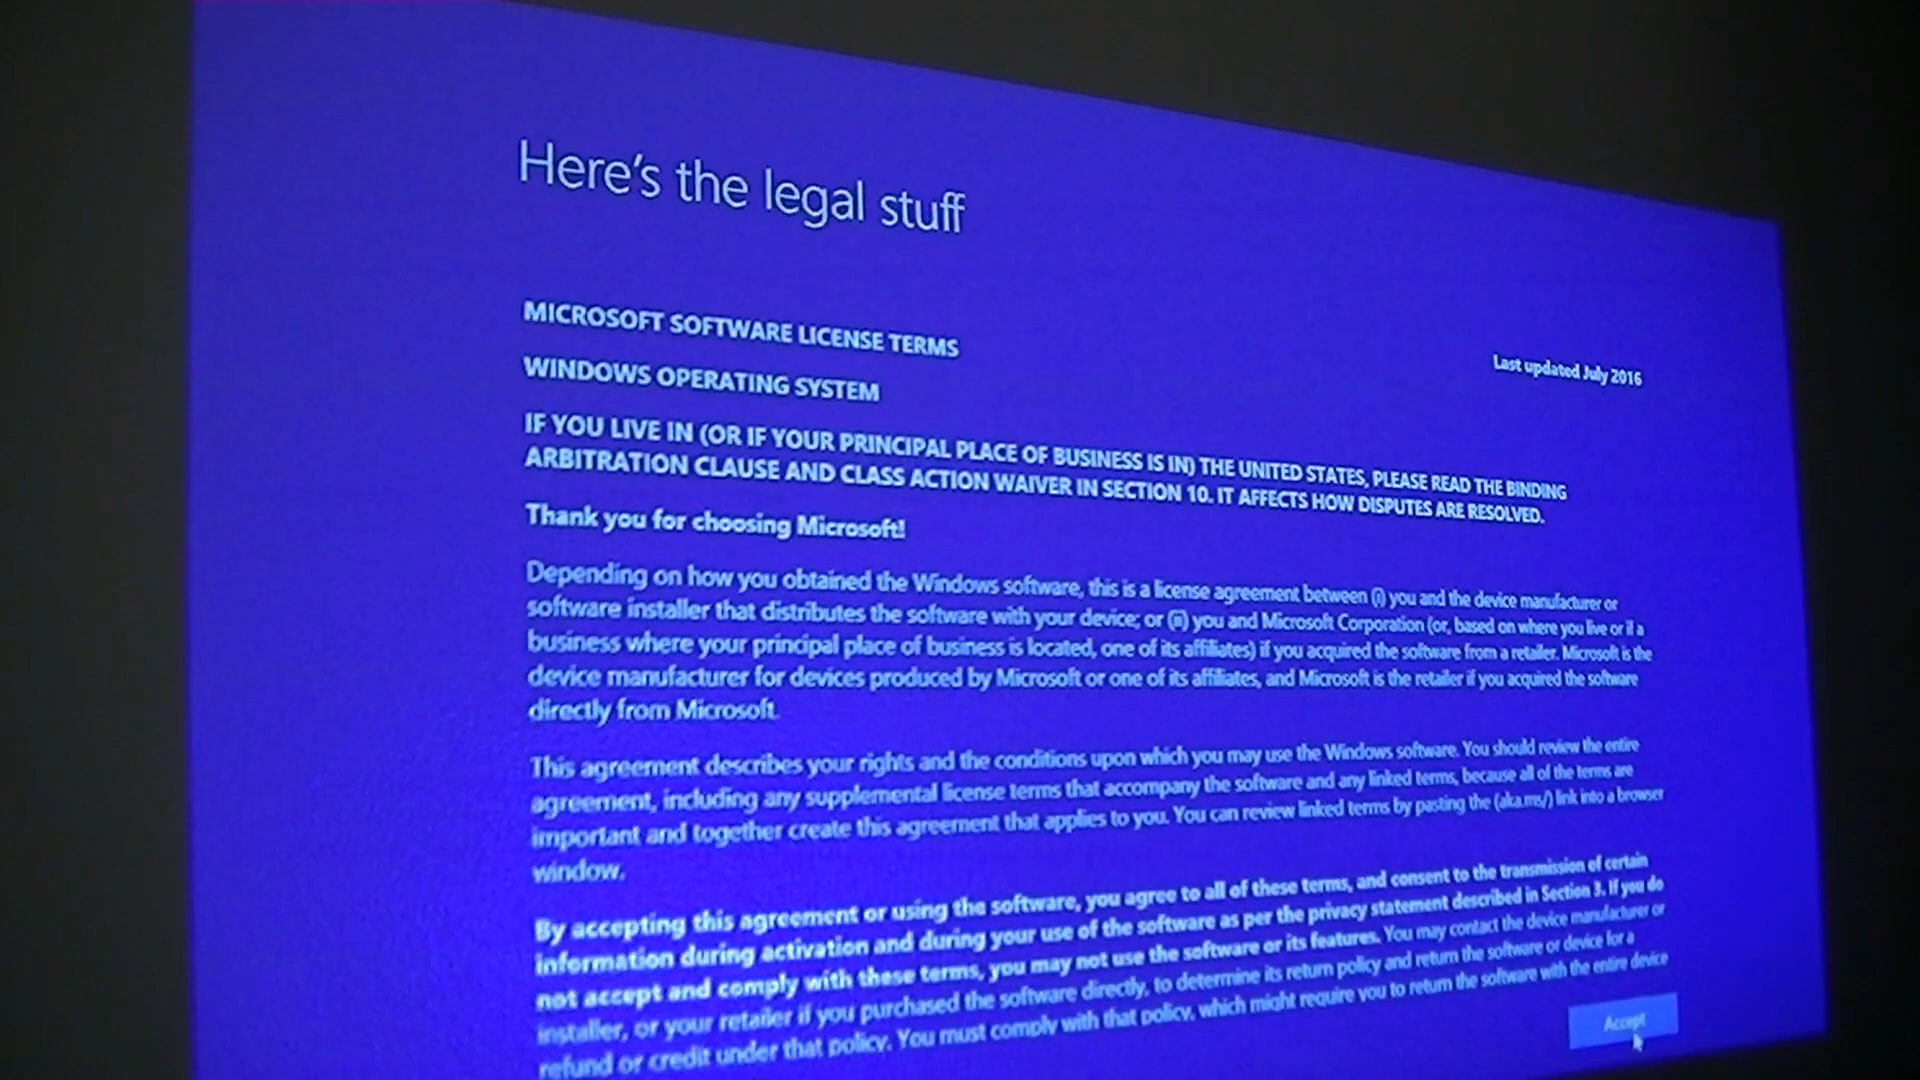 Here's the legal stuff
MICROSOFT SOFTWARE LICENSE TERMS
Last updated July 2016
WINDOWS OPERATING SYSTEM
IF YOU LIVE IN (OR IF YOUR PRINCIPAL PLACE OF BUSINESS IS IN) THE UNITED STATES, PLEASE READ THE BINDING
ARBITRATION CLAUSE AND CLASS ACTION WAIVER IN SECTION 10. IT AFFECTS HOW DISPUTES ARE RESOLVED.
Thank you for choosing Microsoft!
Depending on how you obtained the Windows software, this is a license agreement between (i) you and the device manufacturer or
software installer that distributes the software with your device; or (ii) you and Microsoft Corporation (or, based on where you live or if a
business where your principal place of business is located, one of its affiliates) if you acquired the software from a retailer. Microsoft is the
device manufacturer for devices produced by Microsoft or one of its affiliates, and Microsoft is the retailer if you acquired the software
directly from Microsoft.
This agreement describes your rights and the conditions upon which you may use the Windows software. You should review the entire
agreement, including any supplemental license terms that accompany the software and any linked terms, because all of the terms are
important and together create this agreement that applies to you. You can review linked terms by pasting the (aka.ms/) link into a browser
window.
By accepting this agreement or using the software, you agree to all of these terms, and consent to the transmission of certain
information during activation and during your use of the software as per the privacy statement described in Section 3. If you do
not accept and comply with these terms, you may not use the software or its features. You may contact the device manufacturer or
installer, or your retailer if you purchased the software directly, to determine its return policy and return the software or device for a
refund or credit under that policy. You must comply with that policy, which might require you to return the software with the entire device
Accept